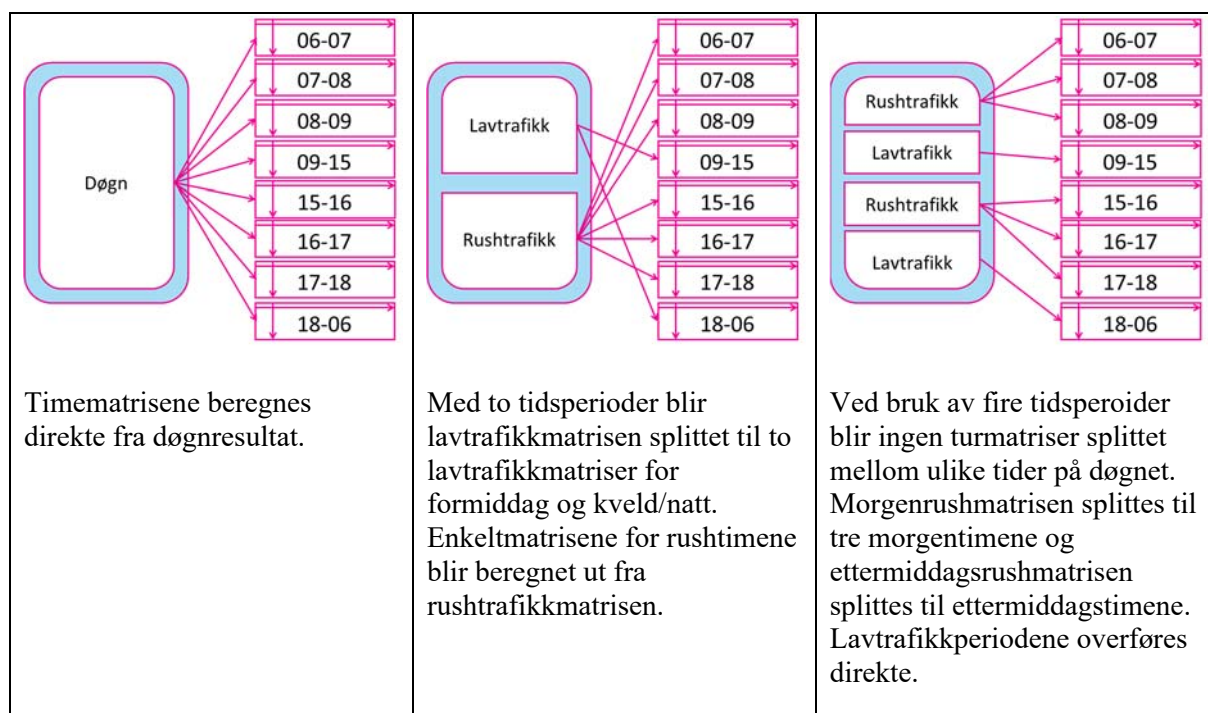 Døgn
06-07
07-08
08-09
09-15
15-16
16-17
17-18
18-06
Timematrisene beregnes
direkte fra døgnresultat.
Lavtrafikk
Rushtrafikk
06-07
07-08
08-09
09-15
15-16
16-17
17-18
18-06
Med to tidsperioder blir
lavtrafikkmatrisen splittet til to
lavtrafikkmatriser for
formiddag og kveld/natt.
Enkeltmatrisene for rushtimene
blir beregnet ut fra
rushtrafikkmatrisen.
Rushtrafikk
Lavtrafikk
Rushtrafikk
Lavtrafikk
06-07
07-08
08-09
09-15
15-16
16-17
17-18
18-06
Ved bruk av fire tidsperoider
blir ingen turmatriser splittet
mellom ulike tider på døgnet.
Morgenrushmatrisen splittes til
tre morgentimene og
ettermiddagsrushmatrisen
splittes til ettermiddagstimene.
Lavtrafikkperiodene overføres
direkte.